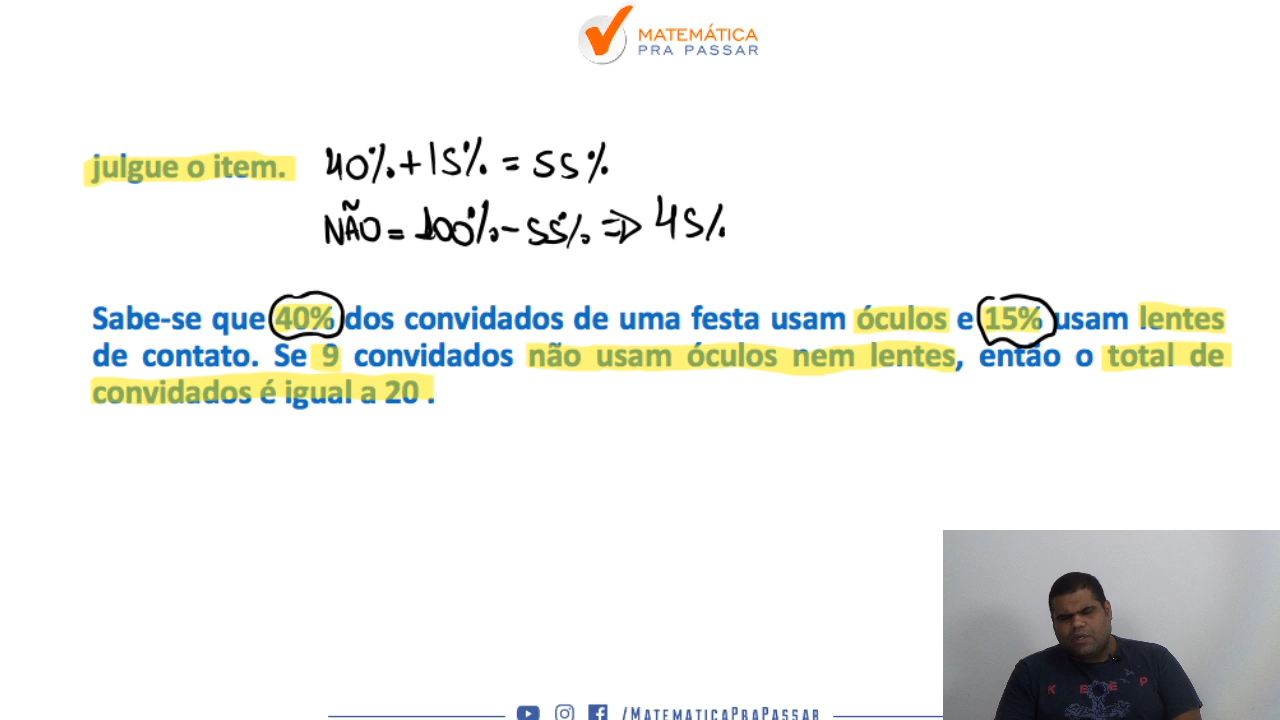 MATEMÁTICA
PRA PASSAR
julgue o item. 40% + 15% = 55%
NÃO = 100% - 55% => 45%
Sabe-se que 40% dos convidados de uma festa usam óculos e 15% usam lentes
de contato. Se 9 convidados não usam óculos nem lentes, então o total de
convidados é igual a 20 .
K E E P
/MatematicaPraPassar